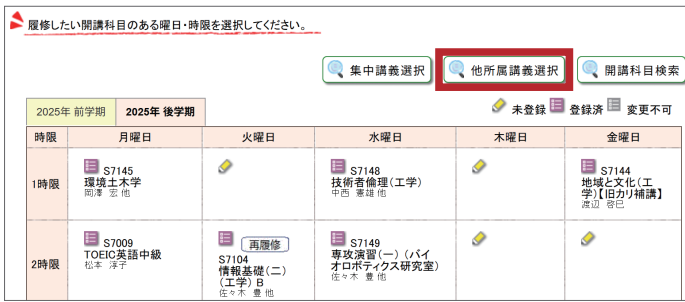 履修したい開講科目のある曜日・時限を選択してください。
集中講義選択 他所属講義選択 開講科目検索
2025年 前学期 2025年 後学期 未登録 登録済 変更不可
時限 月曜日 火曜日 水曜日 木曜日 金曜日
1時限
S7145
環境土木学
岡澤 宏 他
S7148
技術者倫理(工学)
中西 憲雄 他
S7144
地域と文化(工
学)【旧カリ補講】
渡辺 啓巳
2時限
S7009
TOEIC英語中級
松本 淳子
再履修
S7104
情報基礎(二)
(工学) B
佐々木 豊 他
S7149
専攻演習(一) (バイ
オロボティクス研究室)
佐々木 豊 他